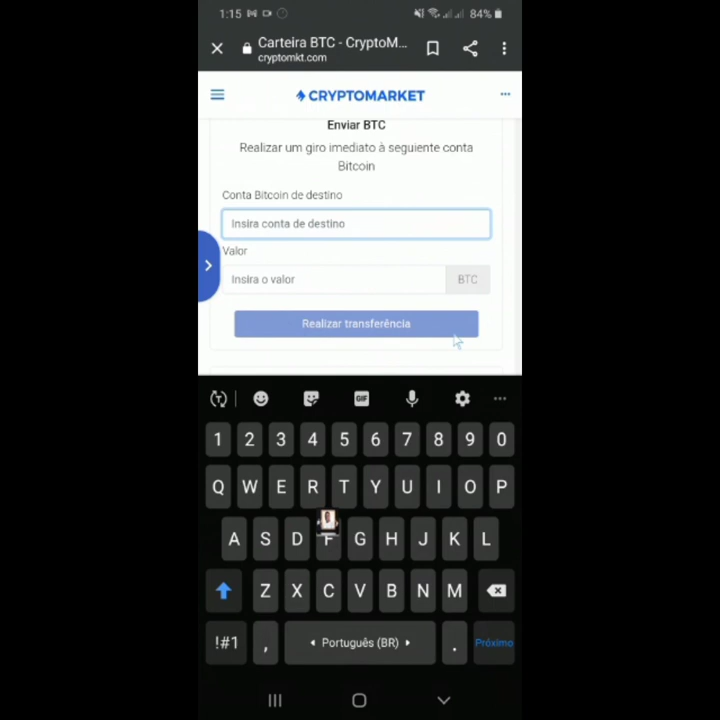 1:15 84%
Carteira BTC - CryptoM...
cryptomkt.com
CRYPTOMARKET
Enviar BTC
Realizar um giro imediato à seguinte conta
Bitcoin
Conta Bitcoin de destino
Insira conta de destino
Valor
Insira o valor BTC
Realizar transferência
T GIF
1 2 3 4 5 6 7 8 9 0
Q W E R T Y U I O P
A S D F G H J K L
Z X C V B N M
!#1 , Português (BR) . Próximo